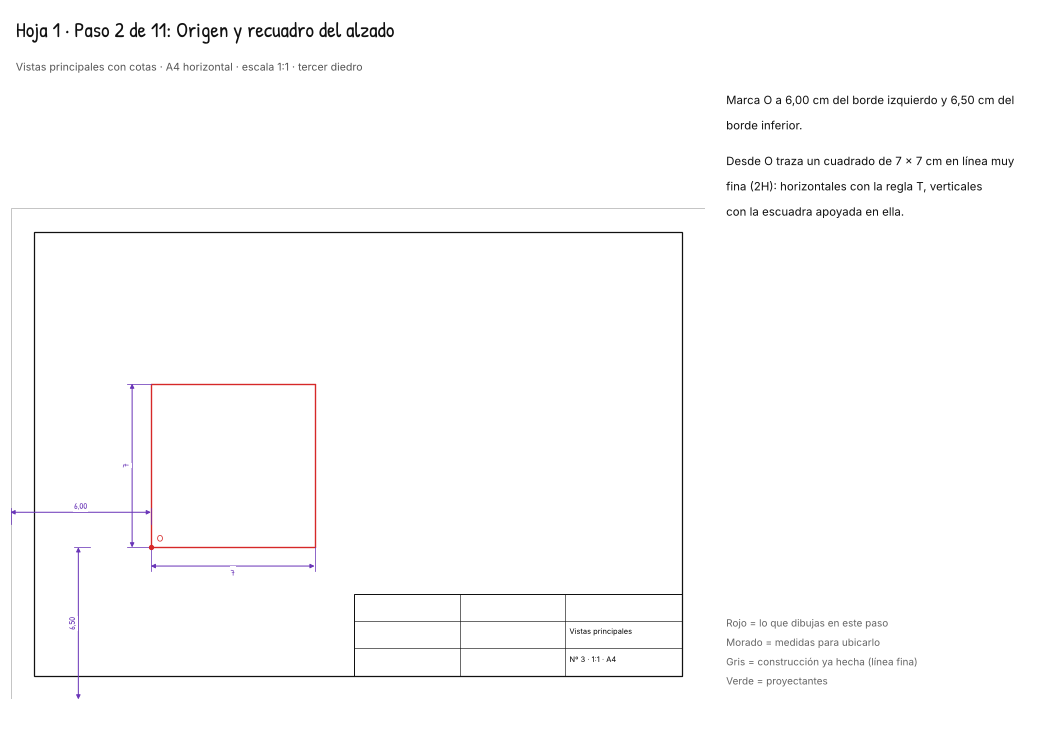 Hoja 1 · Paso 2 de 11: Origen y recuadro del alzado
Vistas principales con cotas · A4 horizontal · escala 1:1 · tercer diedro
Marca O a 6,00 cm del borde izquierdo y 6,50 cm del
borde inferior.
Desde O traza un cuadrado de 7 × 7 cm en línea muy
fina (2H): horizontales con la regla T, verticales
con la escuadra apoyada en ella.
7
6,00
O
7
6,50
Vistas principales
Nº 3 · 1:1 · A4
Rojo = lo que dibujas en este paso
Morado = medidas para ubicarlo
Gris = construcción ya hecha (línea fina)
Verde = proyectantes